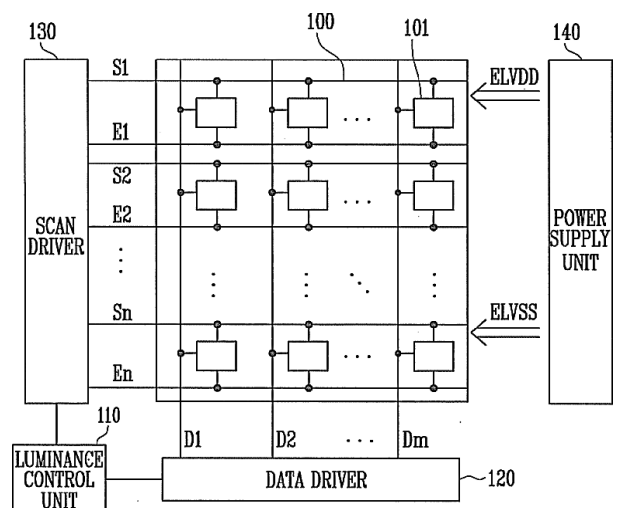 130
100
101
140
S1
ELVDD
E1
S2
E2
SCAN
DRIVER
POWER
SUPPLY
UNIT
Sn
ELVSS
En
110
D1 D2 ... Dm
LUMINANCE
CONTROL
UNIT
DATA DRIVER
120